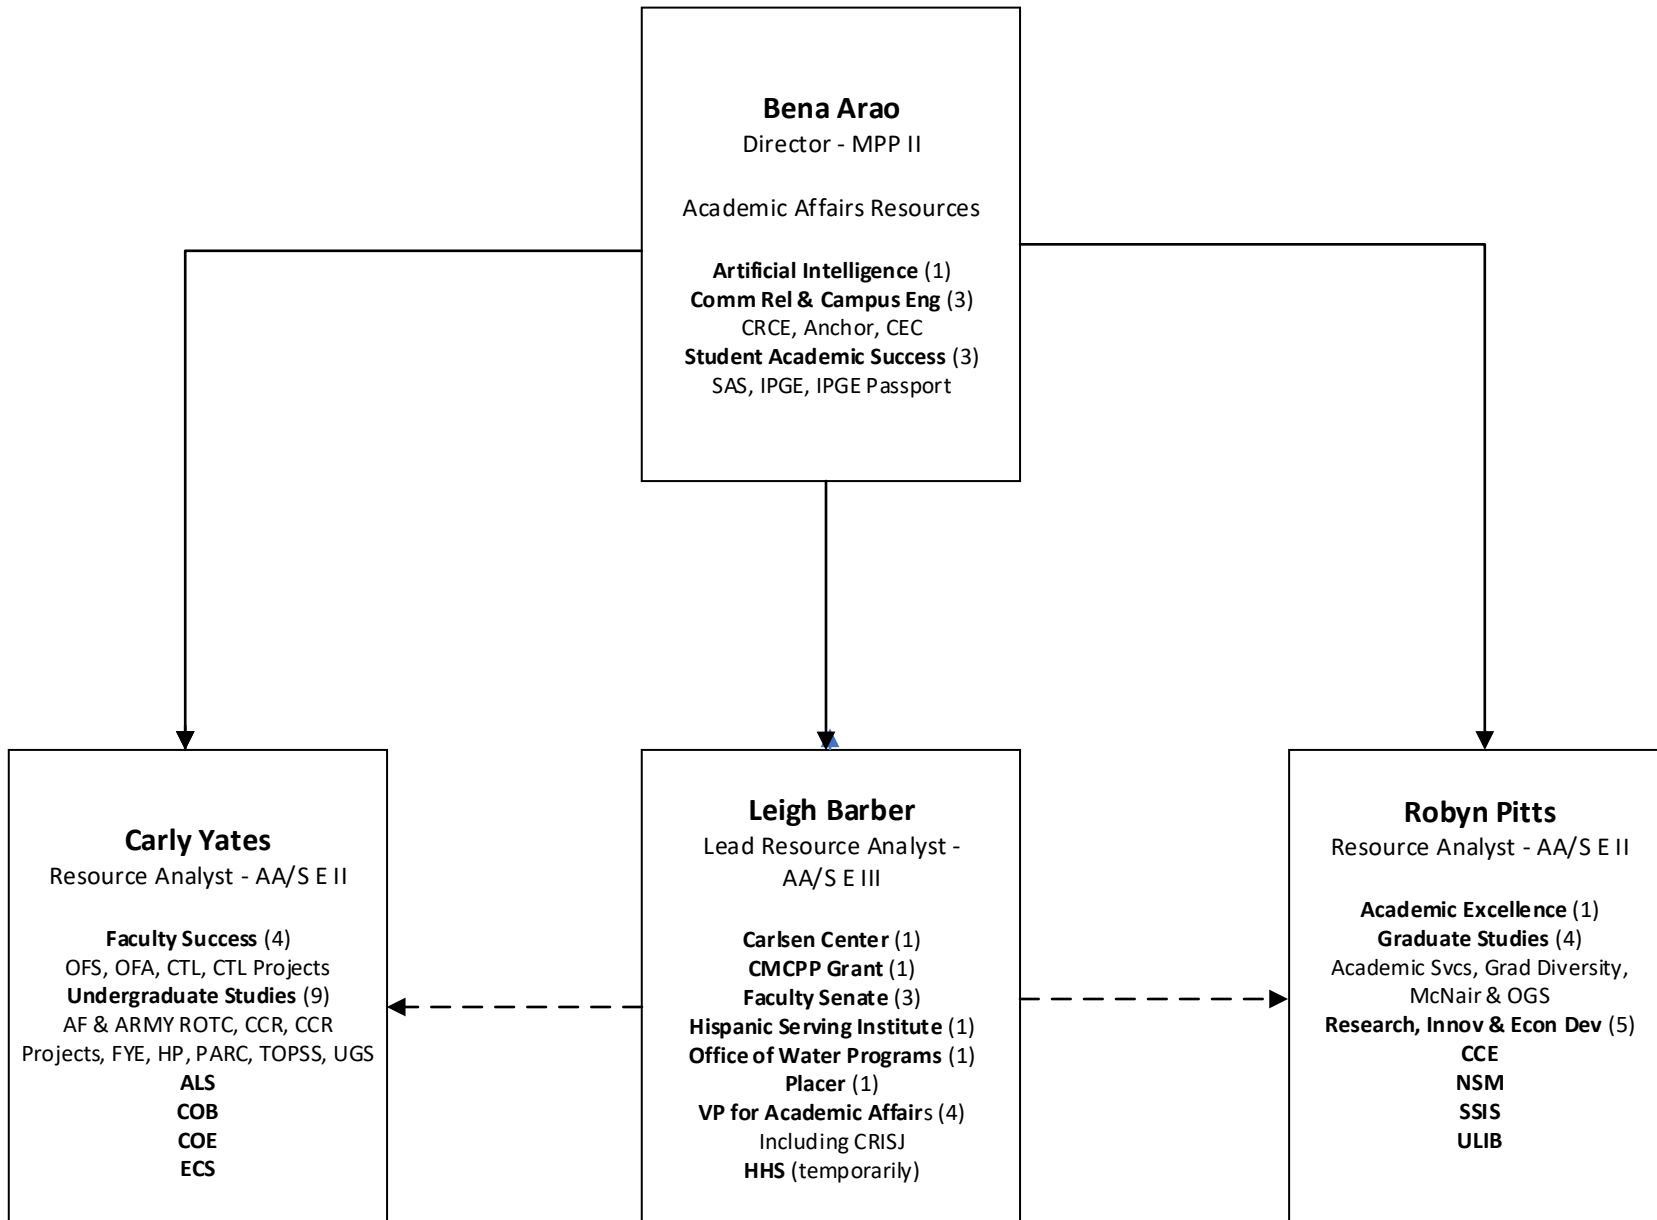 Bena Arao
Director - MPP II
Academic Affairs Resources
Artificial Intelligence (1)
Comm Rel & Campus Eng (3)
CRCE, Anchor, CEC
Student Academic Success (3)
SAS, IPGE, IPGE Passport
Carly Yates
Resource Analyst - AA/S E II
Faculty Success (4)
OFS, OFA, CTL, CTL Projects
Undergraduate Studies (9)
AF & ARMY ROTC, CCR, CCR
Projects, FYE, HP, PARC, TOPSS, UGS
ALS
COB
COE
ECS
Leigh Barber
Lead Resource Analyst -
AA/S E III
Carlsen Center (1)
CMCPP Grant (1)
Faculty Senate (3)
Hispanic Serving Institute (1)
Office of Water Programs (1)
Placer (1)
VP for Academic Affairs (4)
Including CRISJ
HHS (temporarily)
Robyn Pitts
Resource Analyst - AA/S E II
Academic Excellence (1)
Graduate Studies (4)
Academic Svcs, Grad Diversity,
McNair & OGS
Research, Innov & Econ Dev (5)
CCE
NSM
SSIS
ULIB